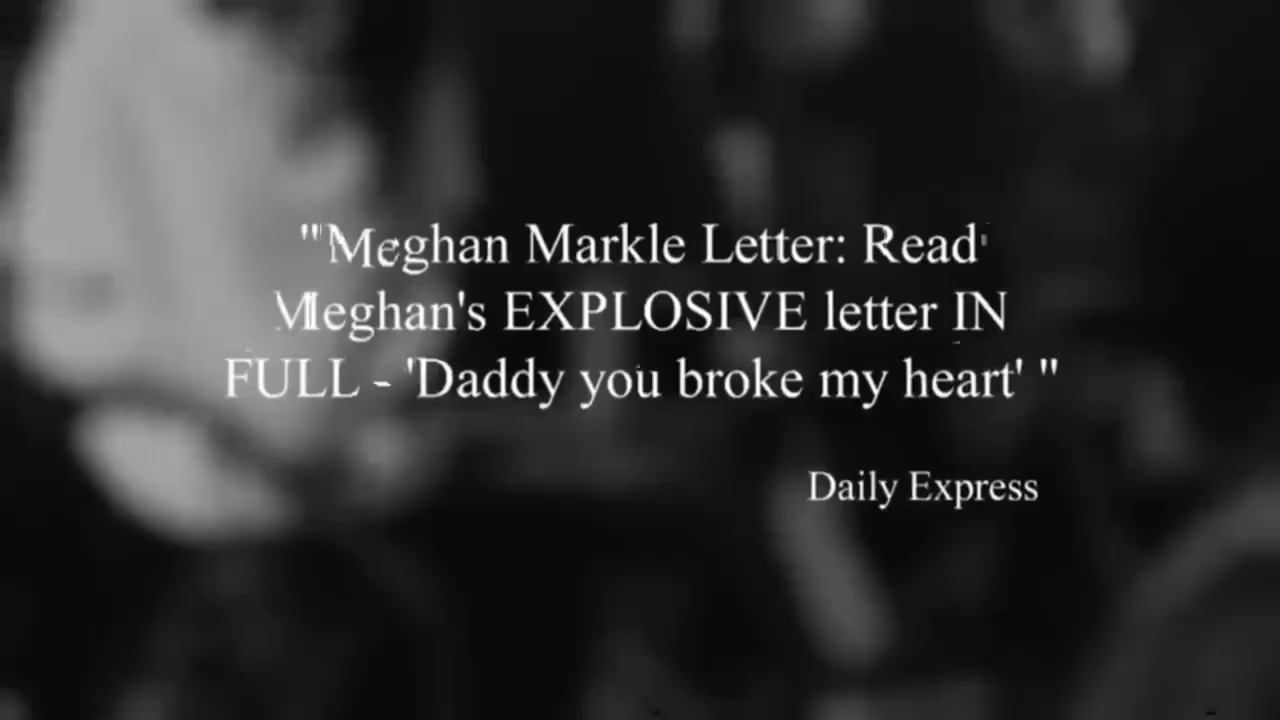 "Meghan Markle Letter: Read
Meghan's EXPLOSIVE letter IN
FULL - 'Daddy you broke my heart' "
Daily Express